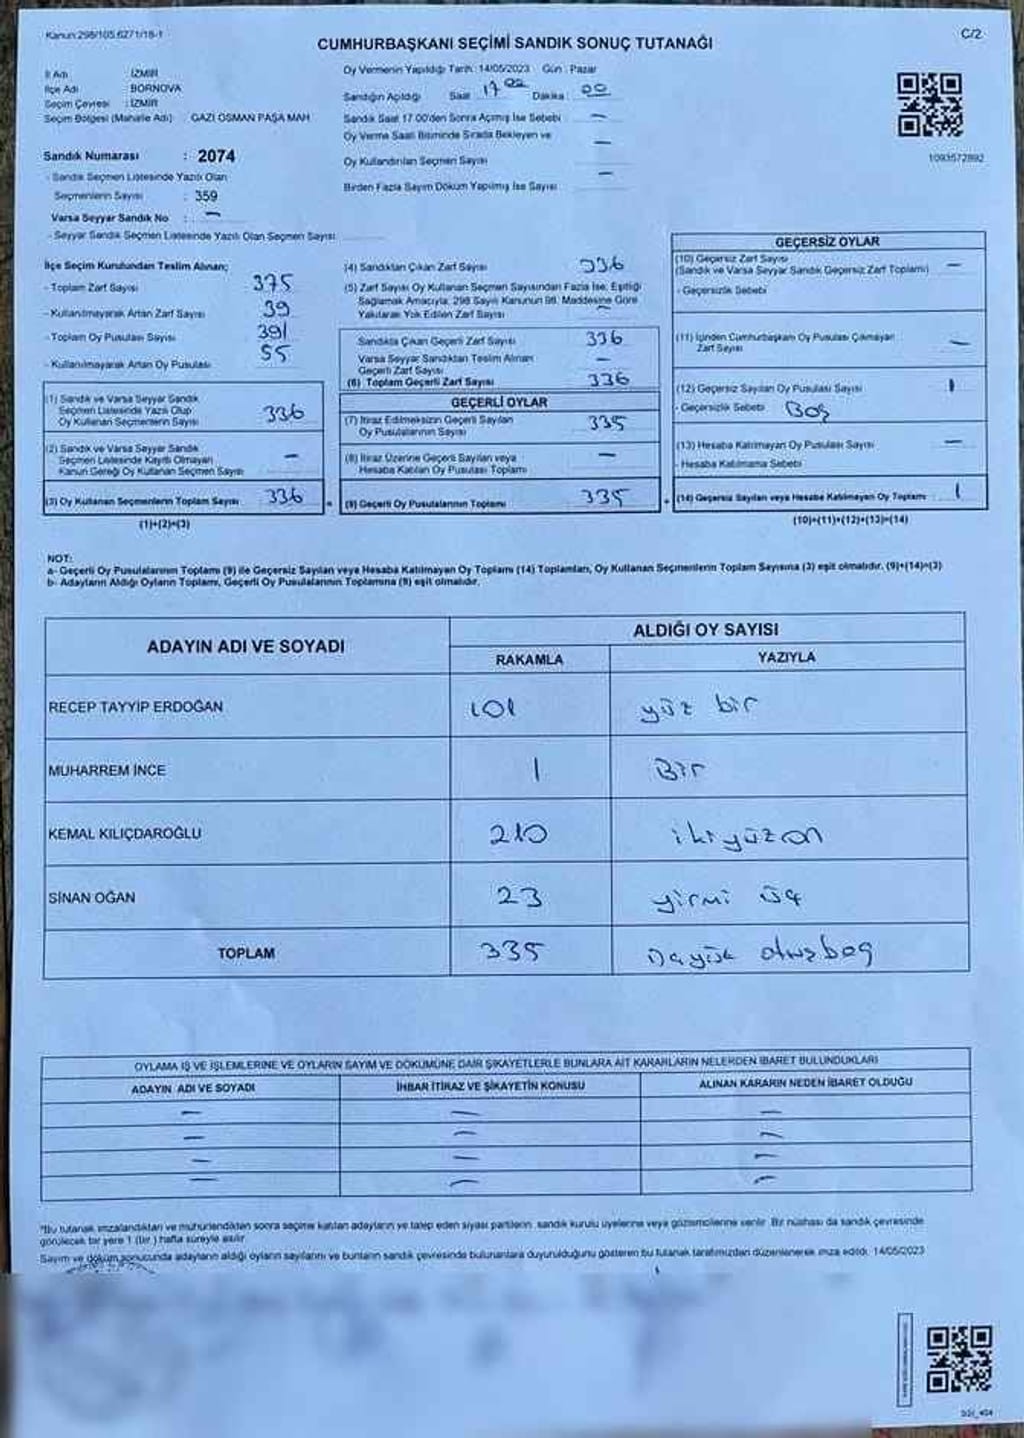 Kanun:298/105,6271/18-1
C/2
CUMHURBAŞKANI SEÇİMİ SANDIK SONUÇ TUTANAĞI
İl Adı : İZMİR
İlçe Adı : BORNOVA
Seçim Çevresi : İZMİR
Seçim Bölgesi (Mahalle Adı) GAZİ OSMAN PAŞA MAH
Sandık Numarası : 2074
- Sandık Seçmen Listesinde Yazılı Olan
Seçmenlerin Sayısı : 359
Varsa Seyyar Sandık No : —
- Seyyar Sandık Seçmen Listesinde Yazılı Olan Seçmen Sayısı
Oy Vermenin Yapıldığı Tarih: 14/05/2023 Gün : Pazar
Sandığın Açıldığı Saat : 17 00 Dakika : 00
Sandık Saat 17.00'den Sonra Açılmış İse Sebebi —
Oy Verme Saati Bitiminde Sırada Bekleyen ve —
Oy Kullandırılan Seçmen Sayısı
Birden Fazla Sayım Döküm Yapılmış İse Sayısı —
1093572892
İlçe Seçim Kurulundan Teslim Alınan;
- Toplam Zarf Sayısı 375
- Kullanılmayarak Artan Zarf Sayısı 39
- Toplam Oy Pusulası Sayısı 391
- Kullanılmayarak Artan Oy Pusulası 55
(1) Sandık ve Varsa Seyyar Sandık
Seçmen Listesinde Yazılı Olup
Oy Kullanan Seçmenlerin Sayısı 336
(2) Sandık ve Varsa Seyyar Sandık
Seçmen Listesinde Kayıtlı Olmayan
Kanun Gereği Oy Kullanan Seçmen Sayısı —
(3) Oy Kullanan Seçmenlerin Toplam Sayısı 336
(1)+(2)=(3)
(4) Sandıktan Çıkan Zarf Sayısı 336
(5) Zarf Sayısı Oy Kullanan Seçmen Sayısından Fazla İse; Eşitliği
Sağlamak Amacıyla; 298 Sayılı Kanunun 98. Maddesine Göre
Yakılarak Yok Edilen Zarf Sayısı —
Sandıkta Çıkan Geçerli Zarf Sayısı 336
Varsa Seyyar Sandıktan Teslim Alınan
Geçerli Zarf Sayısı —
(6) Toplam Geçerli Zarf Sayısı 336
GEÇERLİ OYLAR
(7) İtiraz Edilmeksizin Geçerli Sayılan
Oy Pusulalarının Sayısı 335
(8) İtiraz Üzerine Geçerli Sayılan veya
Hesaba Katılan Oy Pusulası Toplamı —
= (9) Geçerli Oy Pusulalarının Toplamı 335
GEÇERSİZ OYLAR
(10) Geçersiz Zarf Sayısı —
(Sandık ve Varsa Seyyar Sandık Geçersiz Zarf Toplamı)
- Geçersizlik Sebebi
(11) İçinden Cumhurbaşkanı Oy Pusulası Çıkmayan
Zarf Sayısı —
(12) Geçersiz Sayılan Oy Pusulası Sayısı 1
- Geçersizlik Sebebi Boş
(13) Hesaba Katılmayan Oy Pusulası Sayısı —
- Hesaba Katılmama Sebebi
+ (14) Geçersiz Sayılan veya Hesaba Katılmayan Oy Toplamı : 1
(10)+(11)+(12)+(13)=(14)
NOT:
a- Geçerli Oy Pusulalarının Toplamı (9) ile Geçersiz Sayılan veya Hesaba Katılmayan Oy Toplamı (14) Toplamları, Oy Kullanan Seçmenlerin Toplam Sayısına (3) eşit olmalıdır. (9)+(14)=(3)
b- Adayların Aldığı Oyların Toplamı, Geçerli Oy Pusulalarının Toplamına (9) eşit olmalıdır.
ADAYIN ADI VE SOYADI
ALDIĞI OY SAYISI
RAKAMLA YAZIYLA
RECEP TAYYİP ERDOĞAN 101 yüz bir
MUHARREM İNCE 1 Bir
KEMAL KILIÇDAROĞLU 210 iki yüz on
SİNAN OĞAN 23 yirmi üç
TOPLAM 335 otuzbeş
OYLAMA İŞ VE İŞLEMLERİNE VE OYLARIN SAYIM VE DÖKÜMÜNE DAİR ŞİKAYETLERLE BUNLARA AİT KARARLARIN NELERDEN İBARET BULUNDUKLARI
ADAYIN ADI VE SOYADI İHBAR İTİRAZ VE ŞİKAYETİN KONUSU ALINAN KARARIN NEDEN İBARET OLDUĞU
— — —
— — —
— — —
— — —
*Bu tutanak imzalandıktan ve mühürlendikten sonra seçime katılan adayların ve talep eden siyasi partilerin, sandık kurulu üyelerine veya gözlemcilerine verilir. Bir nüshası da sandık çevresinde
görülecek bir yere 1 (bir ) hafta süreyle asılır.
Sayım ve döküm sonucunda adayların aldığı oyların sayılarını ve bunların sandık çevresinde bulunanlara duyurulduğunu gösteren bu tutanak tarafımızdan düzenlenerek imza edildi. 14/05/2023